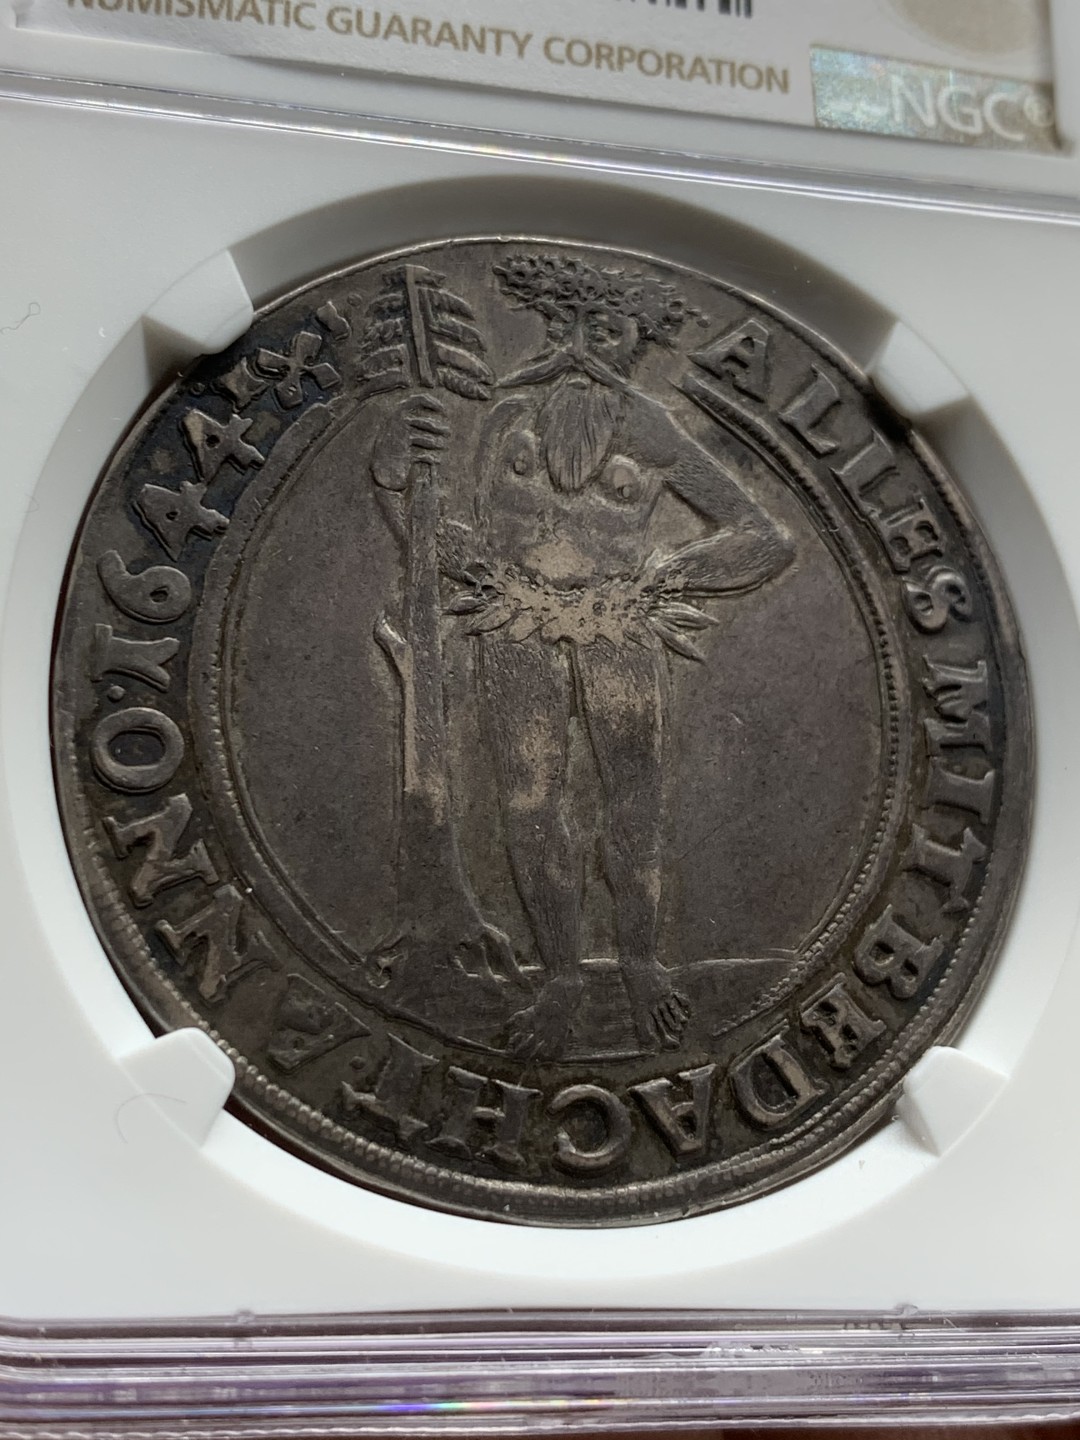 NUMISMATIC GUARANTY CORPORATION
NGC®
ALLES MIT BEDACHT ANNO·1644